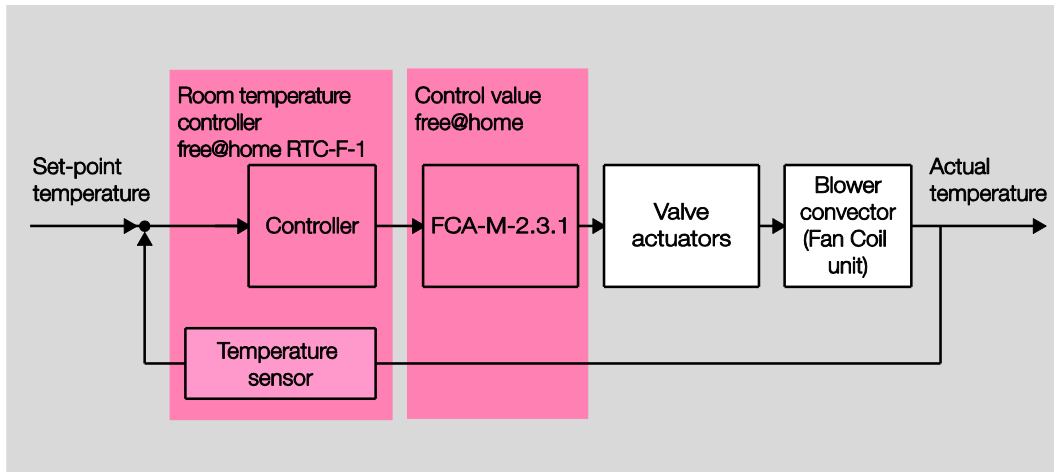 Room temperature
controller
free@home RTC-F-1
Control value
free@home
Set-point
temperature
Controller
FCA-M-2.3.1
Valve
actuators
Blower
convector
(Fan Coil
unit)
Actual
temperature
Temperature
sensor